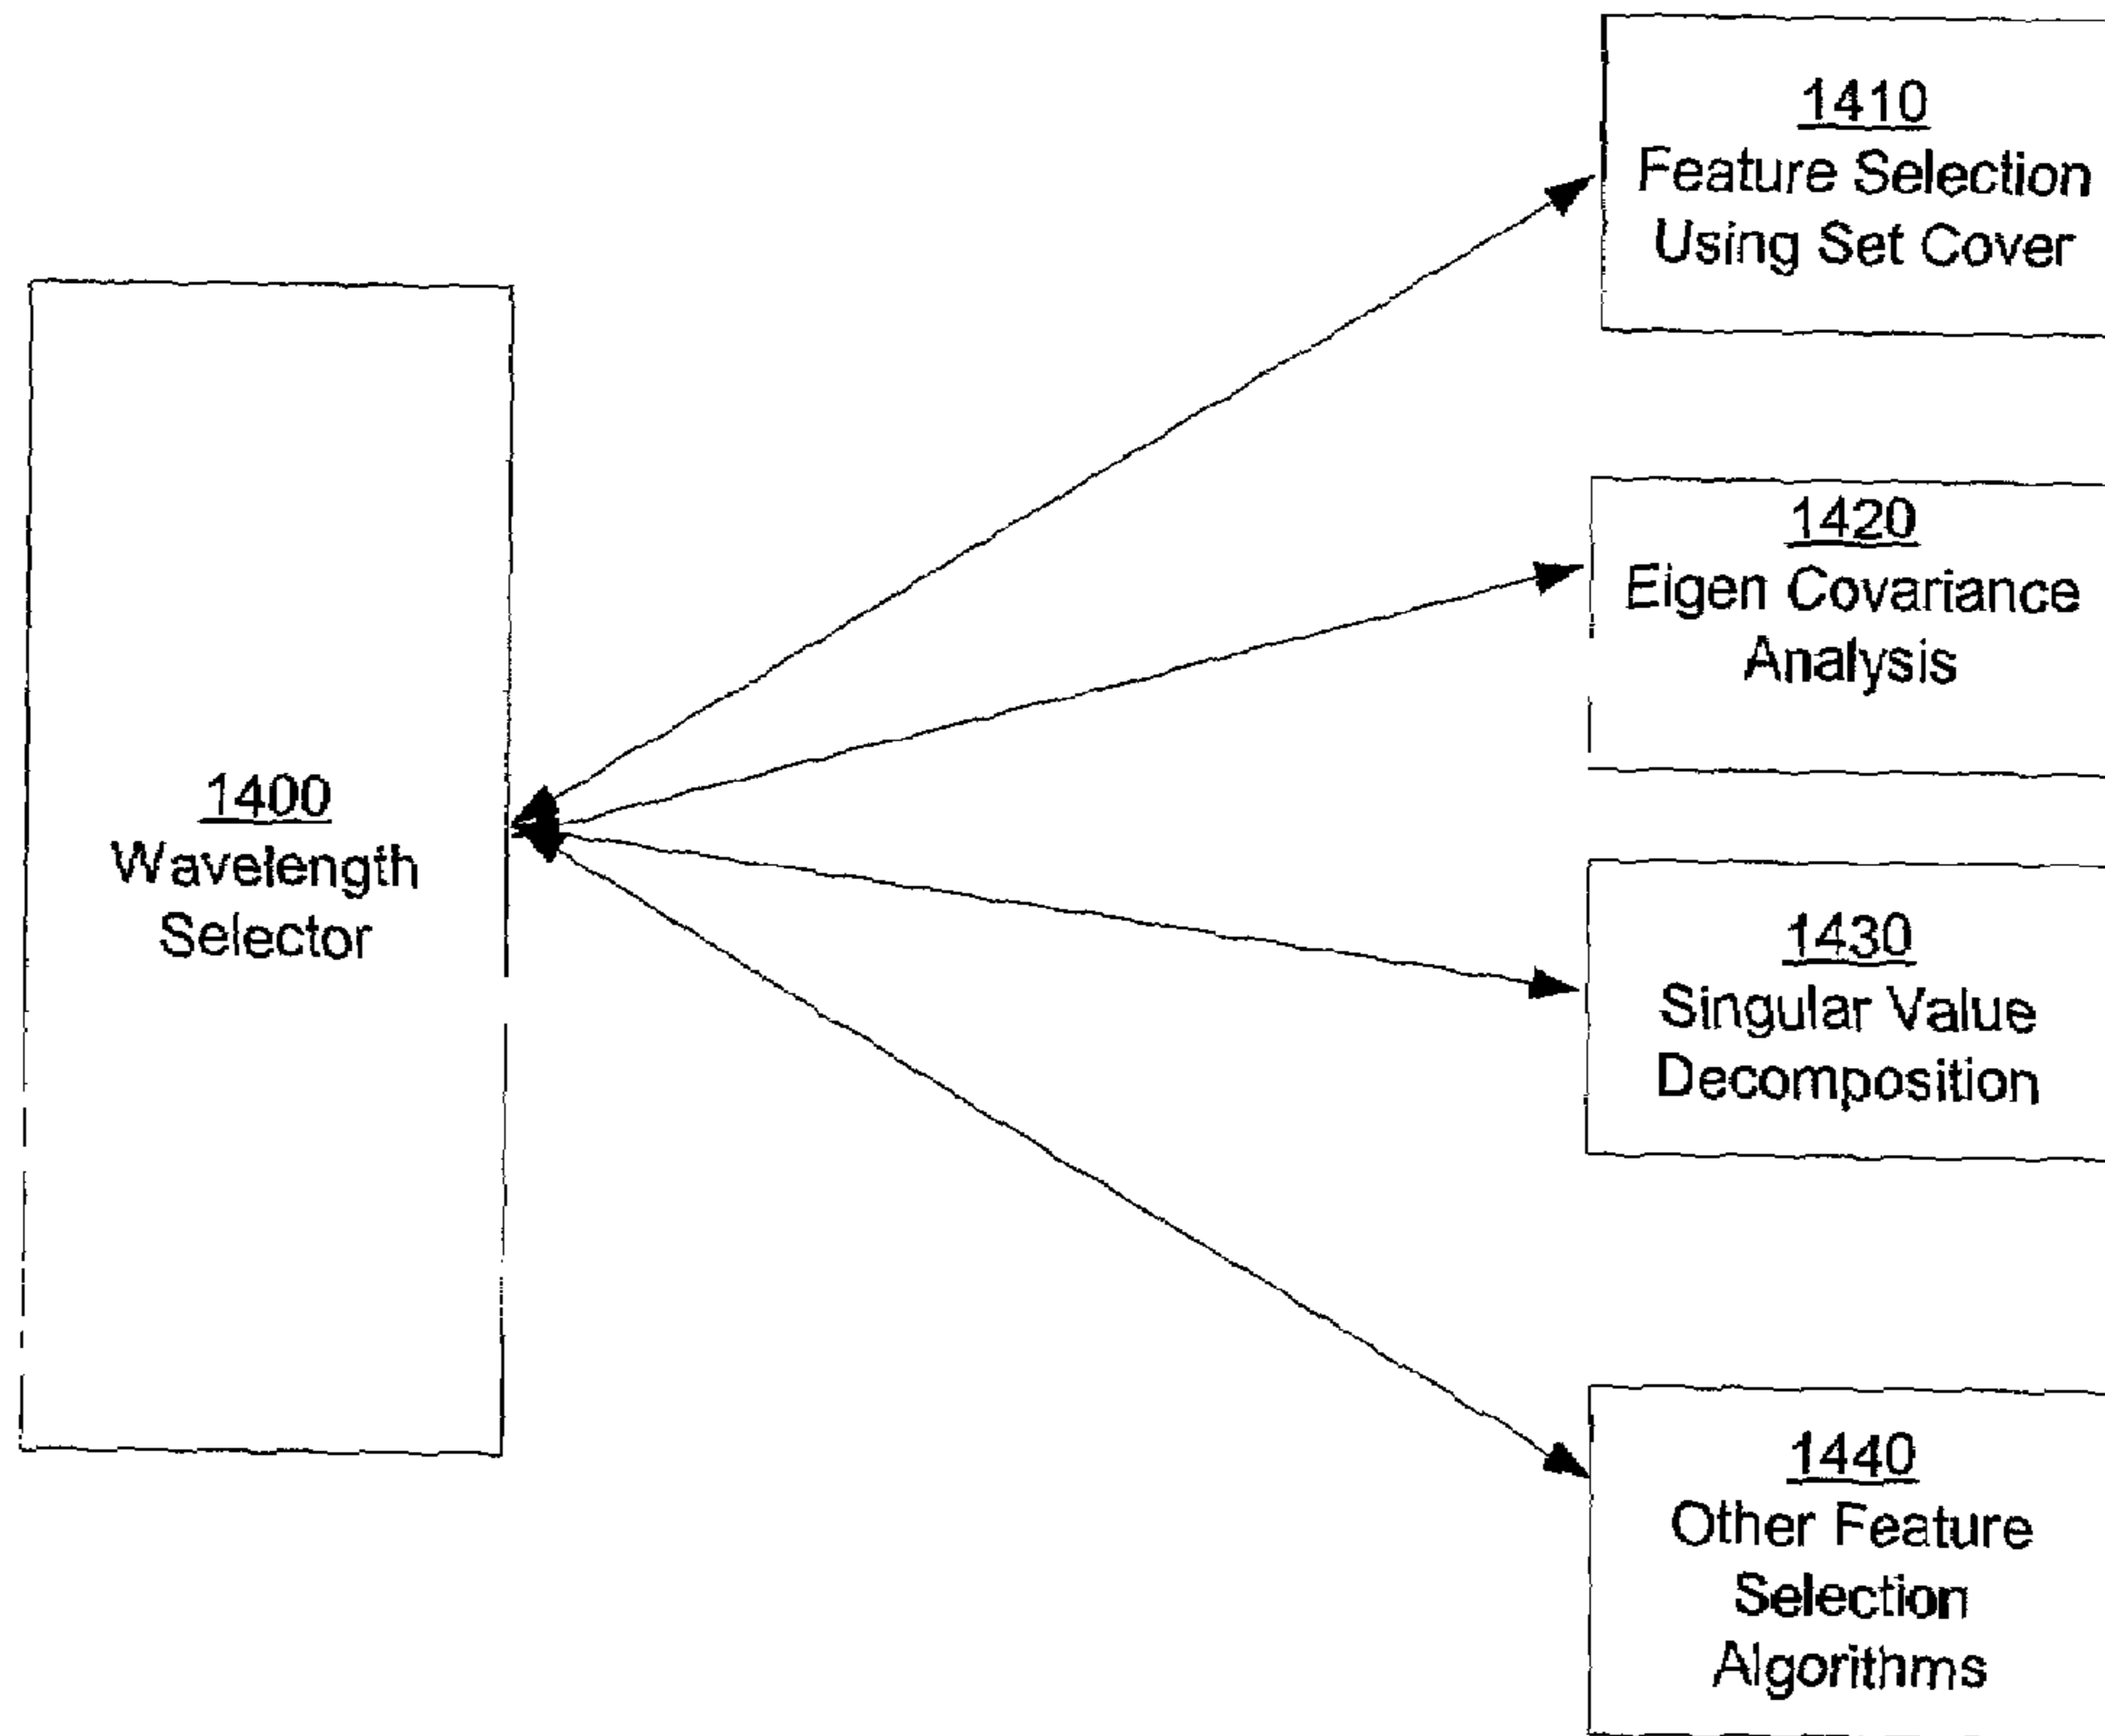 1410
Feature Selection
Using Set Cover
1420
Eigen Covariance
Analysis
1400
Wavelength
Selector
1430
Singular Value
Decomposition
1440
Other Feature
Selection
Algorithms